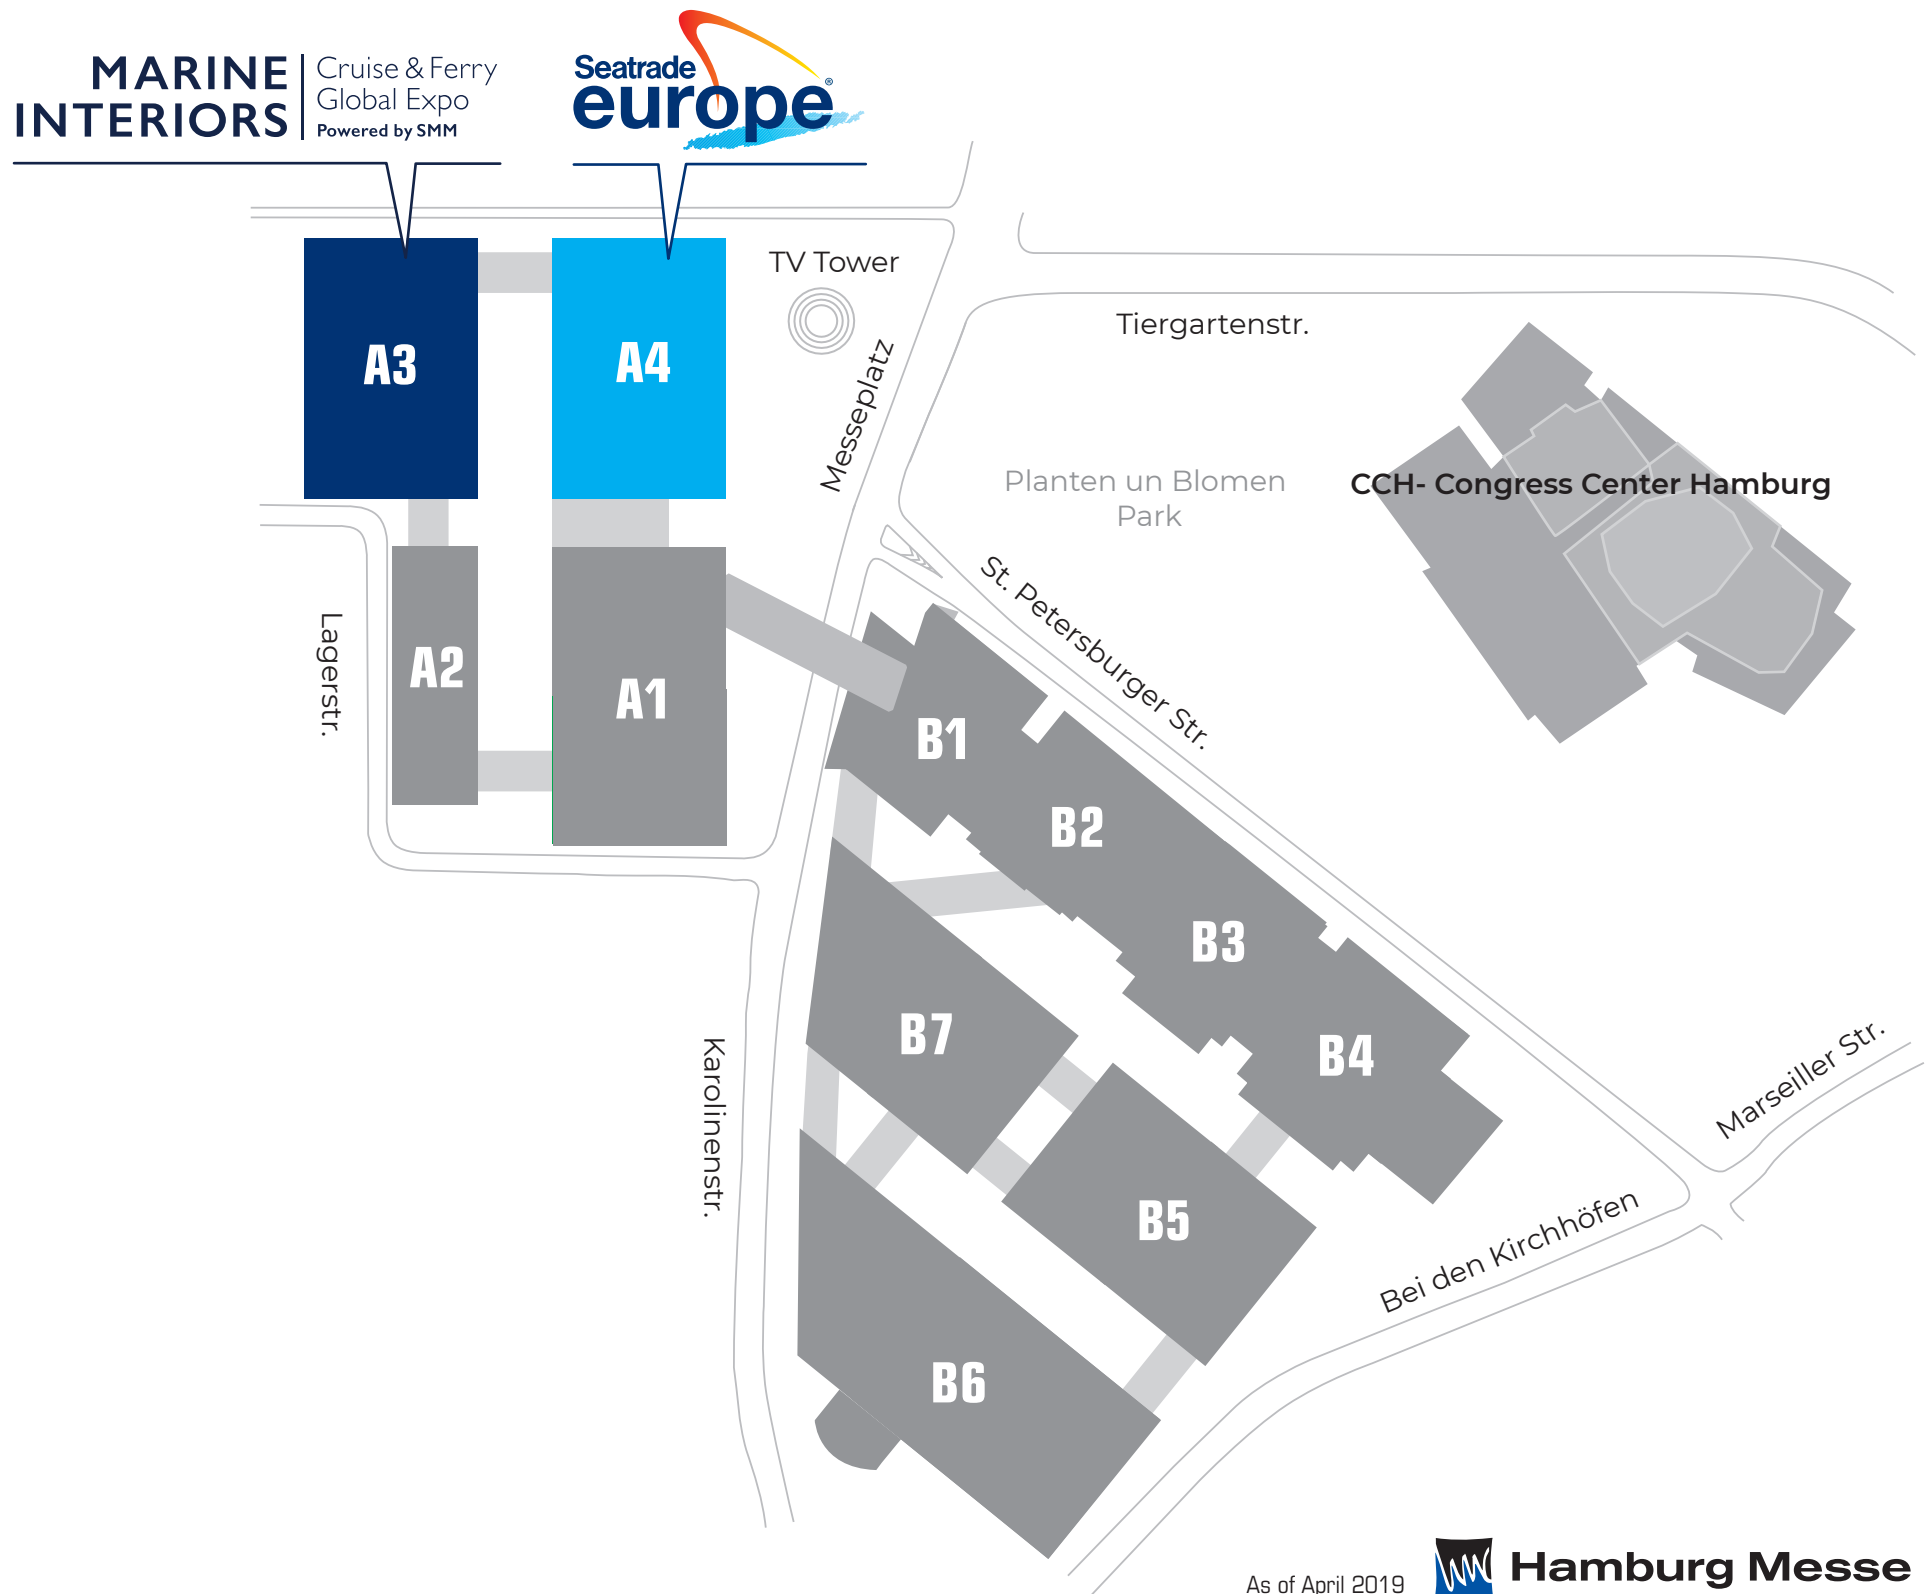 MARINE
INTERIORS
Cruise & Ferry
Global Expo
Powered by SMM
Seatrade
europe®
TV Tower
Tiergartenstr.
A3
A4
Messeplatz
Planten un Blomen
Park
CCH- Congress Center Hamburg
St. Petersburger Str.
Lagerstr.
A2
A1
B1
B2
B3
B7
B4
Karolinenstr.
Marseiller Str.
B5
Bei den Kirchhöfen
B6
As of April 2019
Hamburg Messe